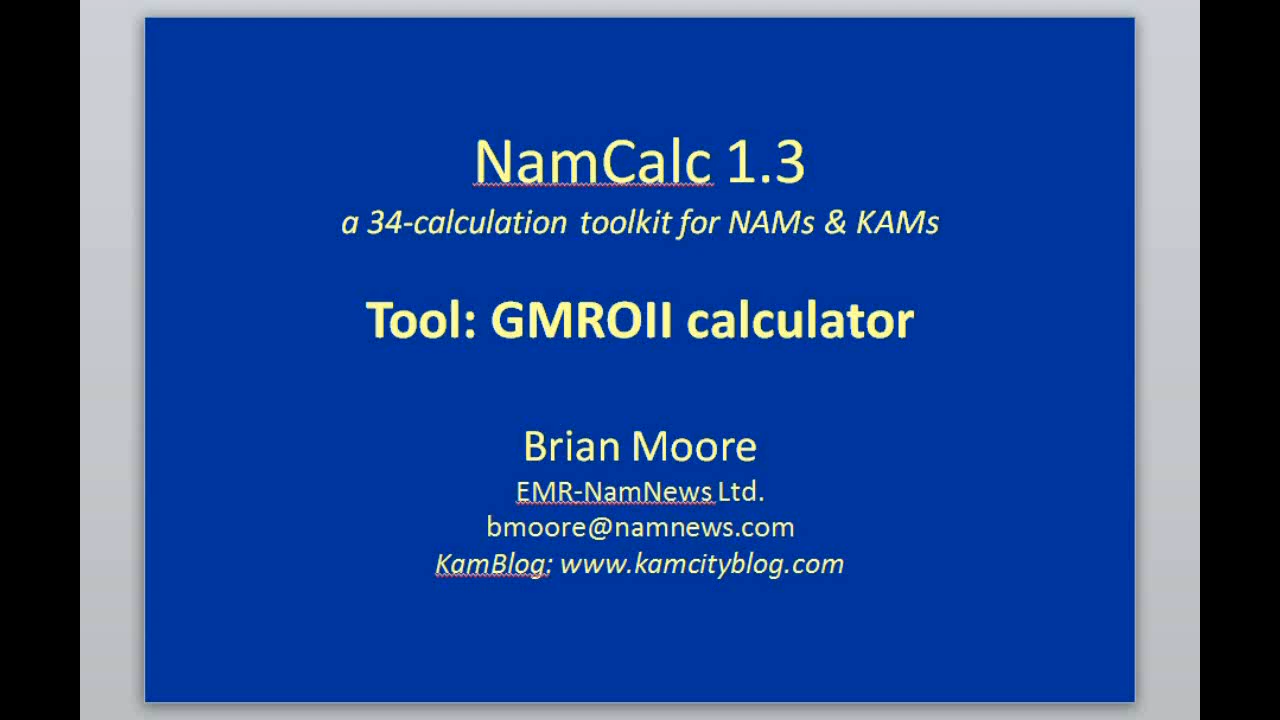 NamCalc 1.3
a 34-calculation toolkit for NAMs & KAMs
Tool: GMROII calculator
Brian Moore
EMR-NamNews Ltd.
bmoore@namnews.com
KamBlog: www.kamcityblog.com